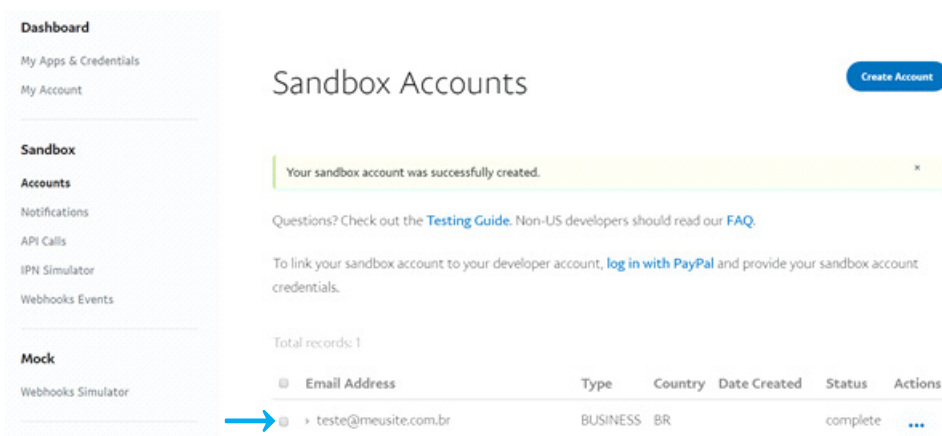 Dashboard
My Apps & Credentials
My Account
Sandbox
Accounts
Notifications
API Calls
IPN Simulator
Webhooks Events
Mock
Webhooks Simulator
Sandbox Accounts
Create Account
Your sandbox account was successfully created.
×
Questions? Check out the Testing Guide. Non-US developers should read our FAQ.
To link your sandbox account to your developer account, log in with PayPal and provide your sandbox account
credentials.
Total records: 1
Email Address Type Country Date Created Status Actions
teste@meusite.com.br BUSINESS BR complete ...